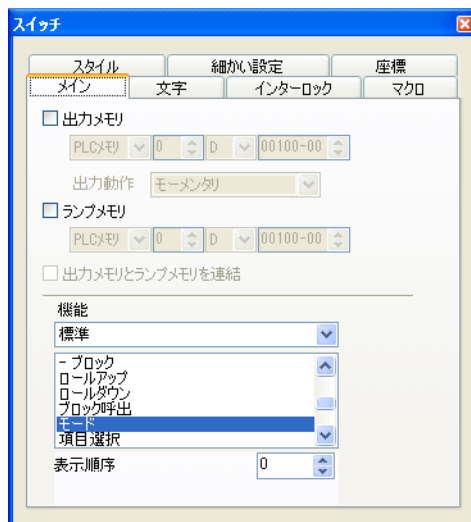 スイッチ
スタイル 細かい設定 座標
メイン 文字 インターロック マクロ
出力メモリ
PLCメモリ 0 D 00100-00
出力動作 モーメンタリ
ランプメモリ
PLCメモリ 0 D 00100-00
出力メモリとランプメモリを連結
機能
標準
- ブロック
ロールアップ
ロールダウン
ブロック呼出
モード
項目選択
表示順序 0